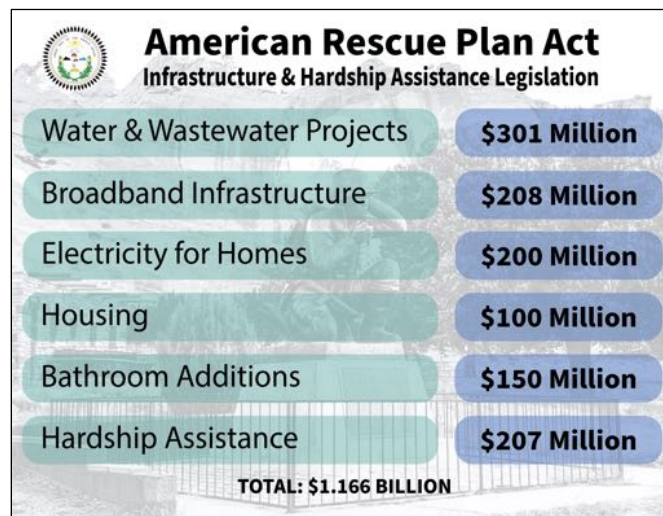 American Rescue Plan Act
Infrastructure & Hardship Assistance Legislation
Water & Wastewater Projects $301 Million
Broadband Infrastructure $208 Million
Electricity for Homes $200 Million
Housing $100 Million
Bathroom Additions $150 Million
Hardship Assistance $207 Million
TOTAL: $1.166 BILLION